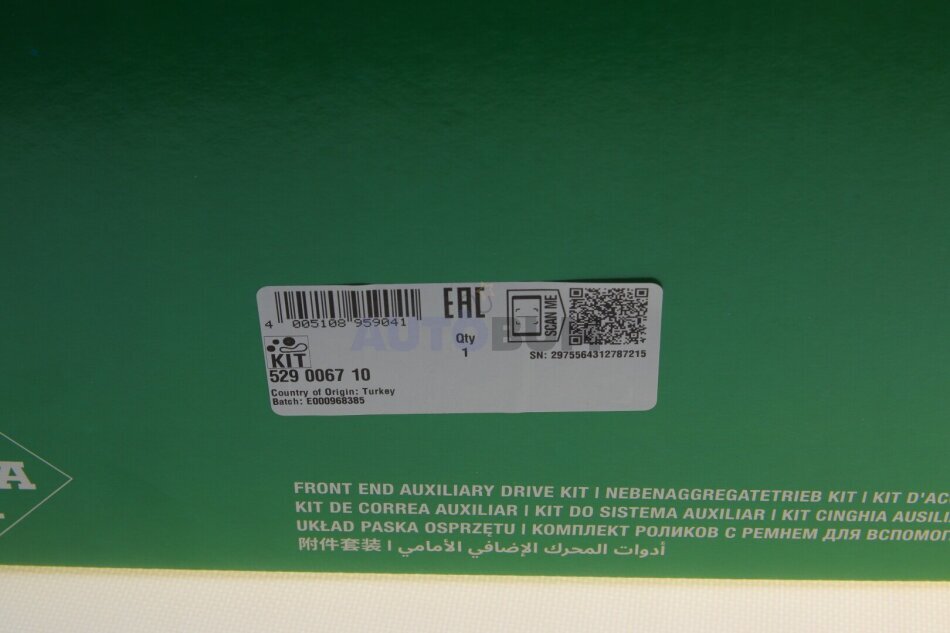 EAC
4 005108 959041
SCAN ME
AUTOBUFF
Qty
1
SN: 2975564312787215
KIT
529 0067 10
Country of Origin: Turkey
Batch: E000968385
A
FRONT END AUXILIARY DRIVE KIT | NEBENAGGREGATETRIEB KIT | KIT D'AC
KIT DE CORREA AUXILIAR | KIT DO SISTEMA AUXILIAR | KIT CINGHIA AUSILI
UKŁAD PASKA OSPRZĘTU | КОМПЛЕКТ РОЛИКОВ С РЕМНЕМ ДЛЯ ВСПОМОГ
附件套装 | أدوات المحرك الإضافي الأمامي